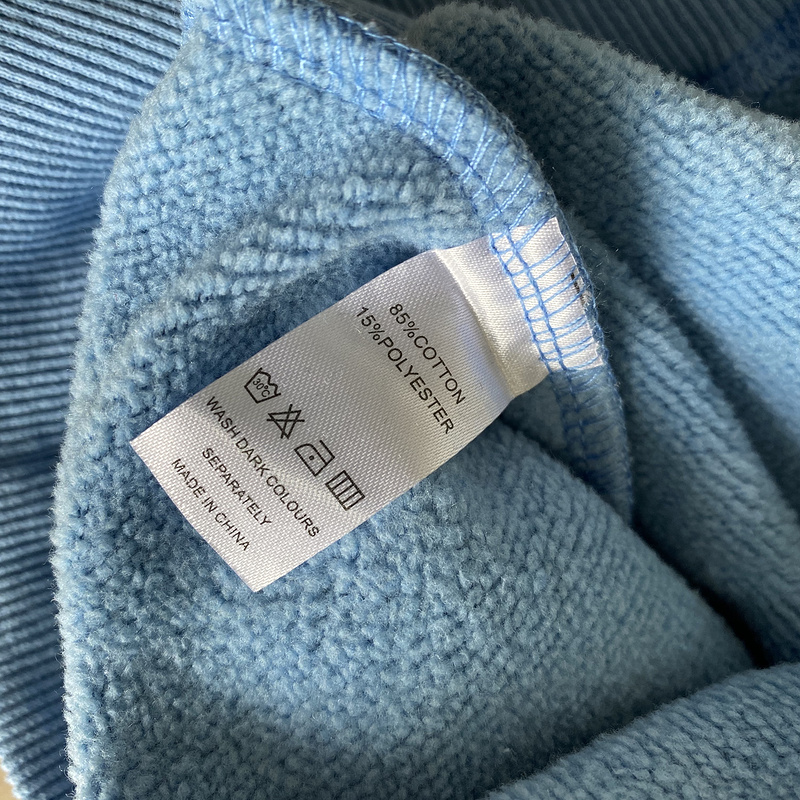 85%COTTON
15%POLYESTER
30°C
WASH DARK COLOURS
SEPARATELY
MADE IN CHINA